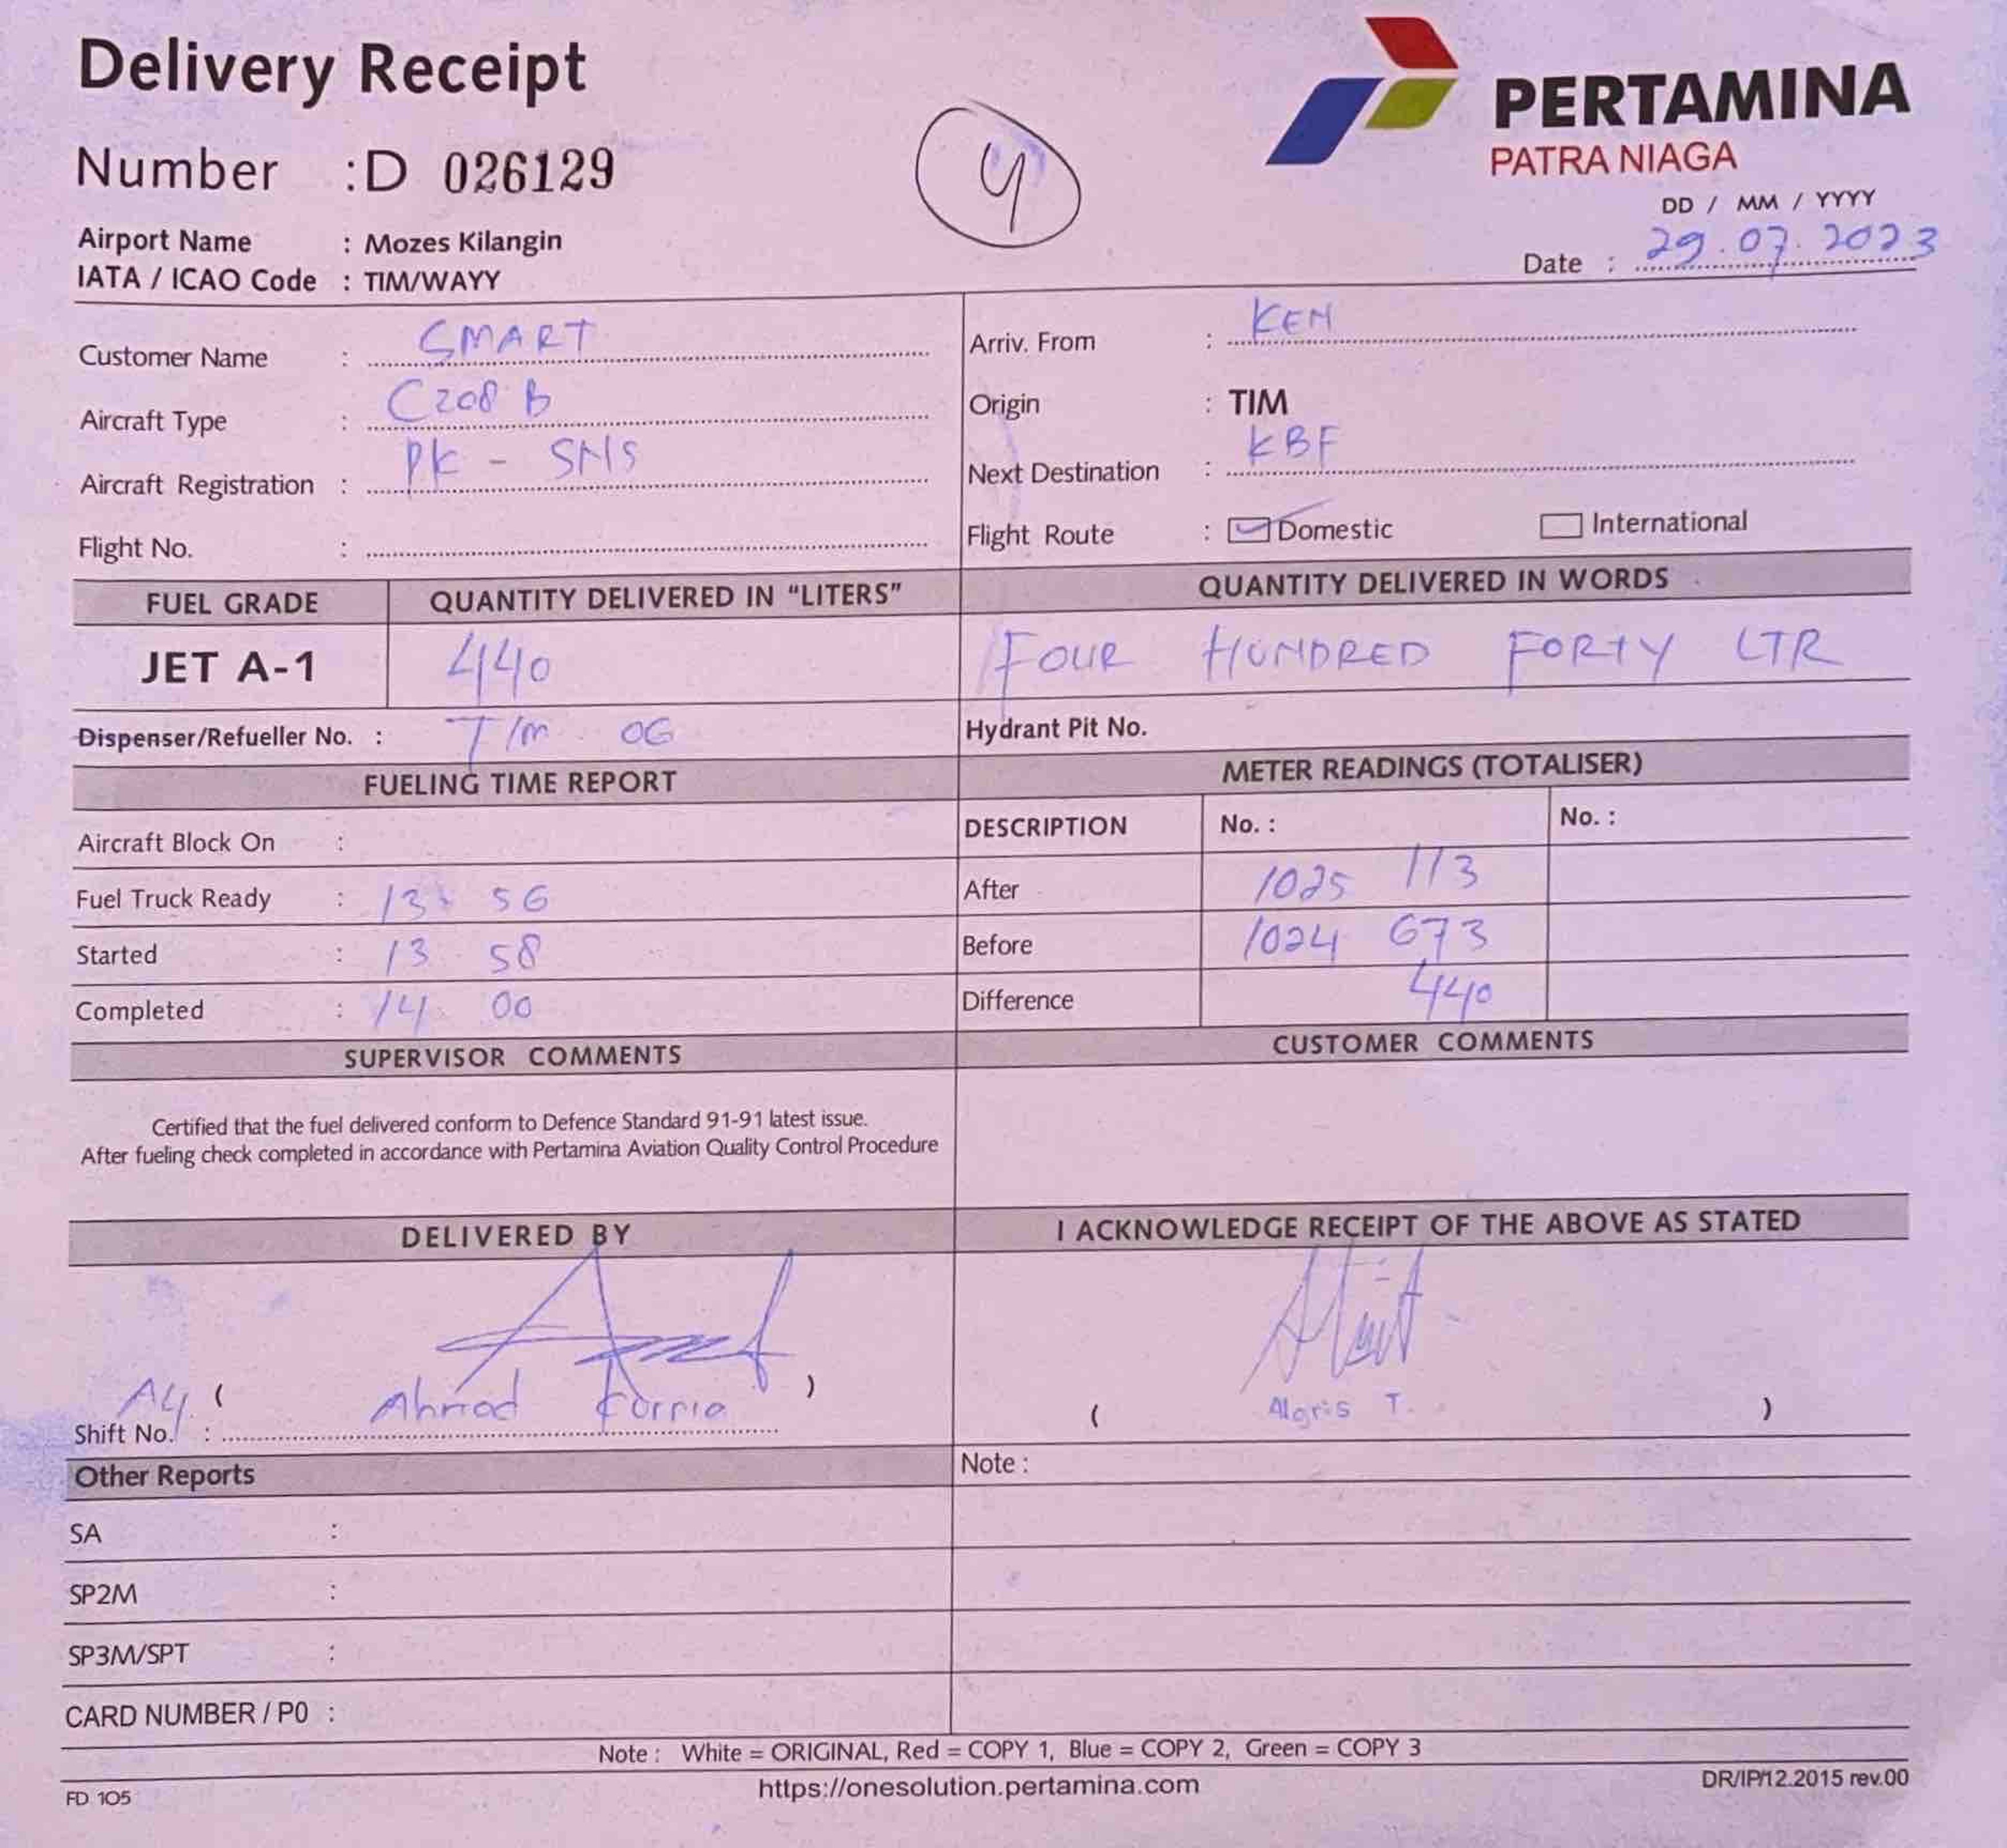 Delivery Receipt
PERTAMINA
PATRA NIAGA
Number : D 026129
4
DD / MM / YYYY
Date : 29.07.2023
Airport Name : Mozes Kilangin
IATA / ICAO Code : TIM/WAYY
Customer Name : SMART
Arriv. From : KEN
Aircraft Type : C208 B
Origin : TIM
Aircraft Registration : PK - SNS
Next Destination : KBF
Flight No. :
Flight Route : Domestic International
FUEL GRADE QUANTITY DELIVERED IN “LITERS” QUANTITY DELIVERED IN WORDS
JET A-1 440 FOUR HUNDRED FORTY LTR
Dispenser/Refueller No. : TIM 06 Hydrant Pit No.
FUELING TIME REPORT METER READINGS (TOTALISER)
Aircraft Block On : DESCRIPTION No. : No. :
Fuel Truck Ready : 13 56 After 1025 113
Started : 13 58 Before 1024 673
Completed : 14 00 Difference 440
SUPERVISOR COMMENTS CUSTOMER COMMENTS
Certified that the fuel delivered conform to Defence Standard 91-91 latest issue.
After fueling check completed in accordance with Pertamina Aviation Quality Control Procedure
DELIVERED BY I ACKNOWLEDGE RECEIPT OF THE ABOVE AS STATED
A4 ( Ahmad ) ( T. )
Shift No. :
Other Reports Note :
SA :
SP2M :
SP3M/SPT :
CARD NUMBER / P0 :
Note : White = ORIGINAL, Red = COPY 1, Blue = COPY 2, Green = COPY 3
FD 105 https://onesolution.pertamina.com DR/IP/12.2015 rev.00